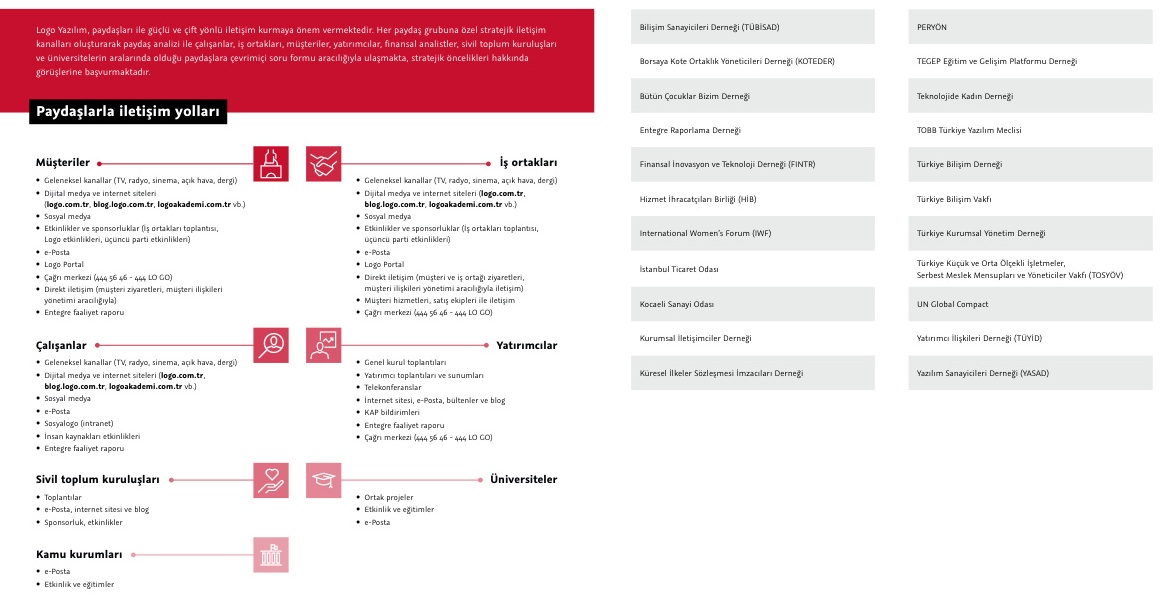 Logo Yazılım, paydaşları ile güçlü ve çift yönlü iletişim kurmaya önem vermektedir. Her paydaş grubuna özel stratejik iletişim
kanalları oluşturarak paydaş analizi ile çalışanlar, iş ortakları, müşteriler, yatırımcılar, finansal analistler, sivil toplum kuruluşları
ve üniversitelerin aralarında olduğu paydaşlara çevrimiçi soru formu aracılığıyla ulaşmakta, stratejik öncelikleri hakkında
görüşlerine başvurmaktadır.
Paydaşlarla iletişim yolları
Müşteriler
• Geleneksel kanallar (TV, radyo, sinema, açık hava, dergi)
• Dijital medya ve internet siteleri
(logo.com.tr, blog.logo.com.tr, logoakademi.com.tr vb.)
• Sosyal medya
• Etkinlikler ve sponsorluklar (İş ortakları toplantısı,
Logo etkinlikleri, üçüncü parti etkinlikleri)
• e-Posta
• Logo Portal
• Çağrı merkezi (444 56 46 - 444 LO GO)
• Direkt iletişim (müşteri ziyaretleri, müşteri ilişkileri
yönetimi aracılığıyla)
• Entegre faaliyet raporu
İş ortakları
• Geleneksel kanallar (TV, radyo, sinema, açık hava, dergi)
• Dijital medya ve internet siteleri (logo.com.tr,
blog.logo.com.tr, logoakademi.com.tr vb.)
• Sosyal medya
• Etkinlikler ve sponsorluklar (İş ortakları toplantısı,
üçüncü parti etkinlikleri)
• e-Posta
• Logo Portal
• Direkt iletişim (müşteri ve iş ortağı ziyaretleri,
müşteri ilişkileri yönetimi aracılığıyla iletişim)
• Müşteri hizmetleri, satış ekipleri ile iletişim
• Çağrı merkezi (444 56 46 - 444 LO GO)
Çalışanlar
• Geleneksel kanallar (TV, radyo, sinema, açık hava, dergi)
• Dijital medya ve internet siteleri (logo.com.tr,
blog.logo.com.tr, logoakademi.com.tr vb.)
• Sosyal medya
• e-Posta
• Sosyalogo (intranet)
• İnsan kaynakları etkinlikleri
• Entegre faaliyet raporu
Yatırımcılar
• Genel kurul toplantıları
• Yatırımcı toplantıları ve sunumları
• Telekonferanslar
• İnternet sitesi, e-Posta, bültenler ve blog
• KAP bildirimleri
• Entegre faaliyet raporu
• Çağrı merkezi (444 56 46 - 444 LO GO)
Sivil toplum kuruluşları
• Toplantılar
• e-Posta, internet sitesi ve blog
• Sponsorluk, etkinlikler
Üniversiteler
• Ortak projeler
• Etkinlik ve eğitimler
• e-Posta
Kamu kurumları
• e-Posta
• Etkinlik ve eğitimler
Bilişim Sanayicileri Derneği (TÜBİSAD)
Borsaya Kote Ortaklık Yöneticileri Derneği (KOTEDER)
Bütün Çocuklar Bizim Derneği
Entegre Raporlama Derneği
Finansal İnovasyon ve Teknoloji Derneği (FINTR)
Hizmet İhracatçıları Birliği (HİB)
International Women's Forum (IWF)
İstanbul Ticaret Odası
Kocaeli Sanayi Odası
Kurumsal İletişimciler Derneği
Küresel İlkeler Sözleşmesi İmzacıları Derneği
PERYÖN
TEGEP Eğitim ve Gelişim Platformu Derneği
Teknolojide Kadın Derneği
TOBB Türkiye Yazılım Meclisi
Türkiye Bilişim Derneği
Türkiye Bilişim Vakfı
Türkiye Kurumsal Yönetim Derneği
Türkiye Küçük ve Orta Ölçekli İşletmeler,
Serbest Meslek Mensupları ve Yöneticiler Vakfı (TOSYÖV)
UN Global Compact
Yatırımcı İlişkileri Derneği (TÜYİD)
Yazılım Sanayicileri Derneği (YASAD)